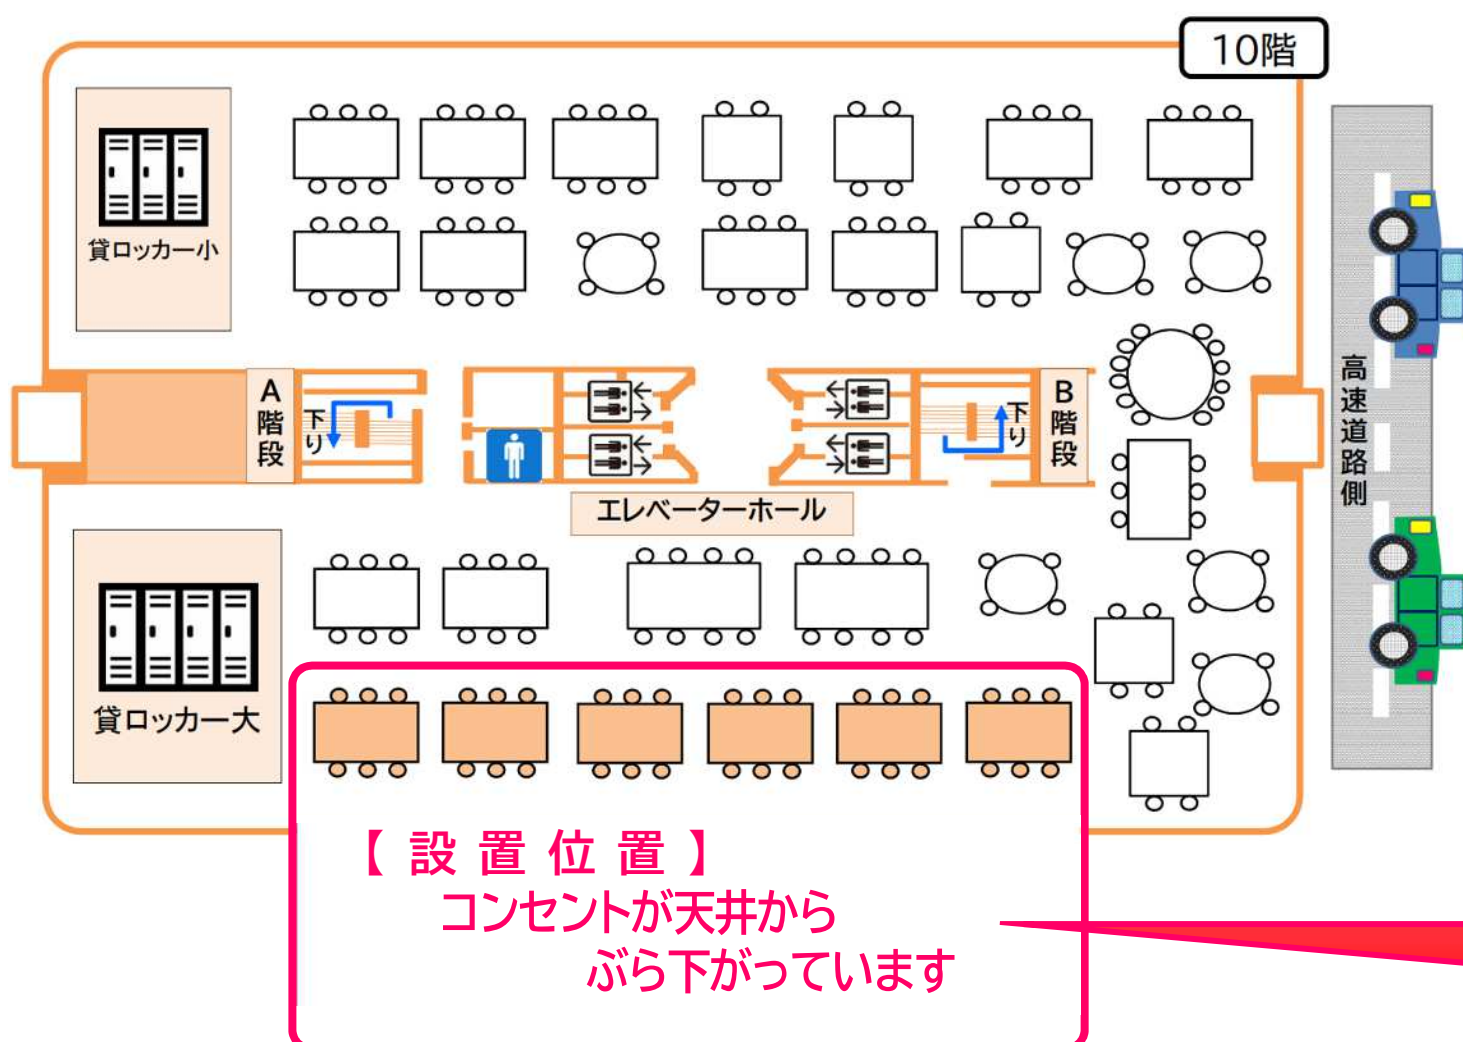 10階
貸ロッカー小
A階段
下り
下り
B階段
高速道路側
エレベーターホール
貸ロッカー大
【設置位置】
コンセントが天井から
ぶら下がっています